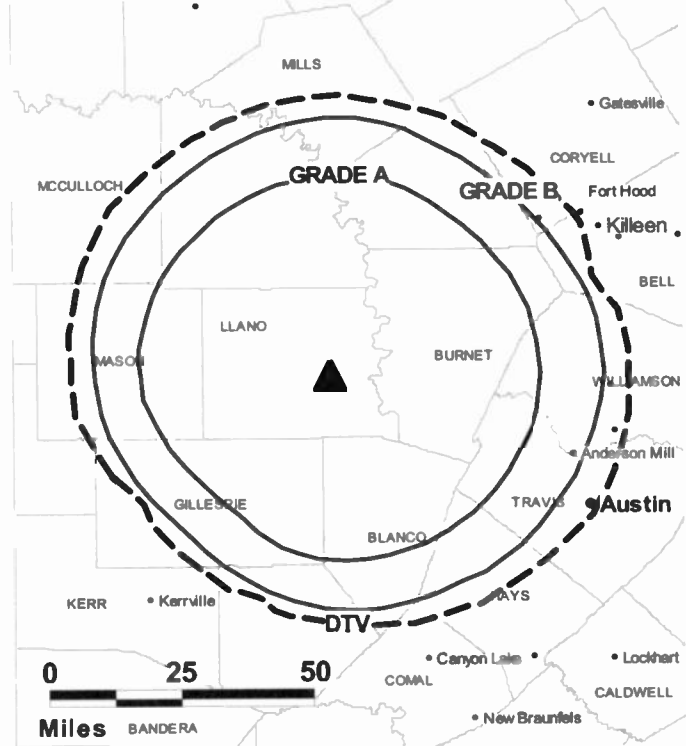 MILLS
Gatesville
CORYELL
GRADE A
MCCULLOCH
GRADE B
Fort Hood
Killeen
BELL
LLANO
BURNET
MASON
WILLIAMSON
Anderson Mill
GILLESPIE
TRAVIS
Austin
BLANCO
KERR
Kerrville
HAYS
DTV
Canyon Lake
Lockhart
0 25 50
COMAL
CALDWELL
New Braunfels
Miles
BANDERA